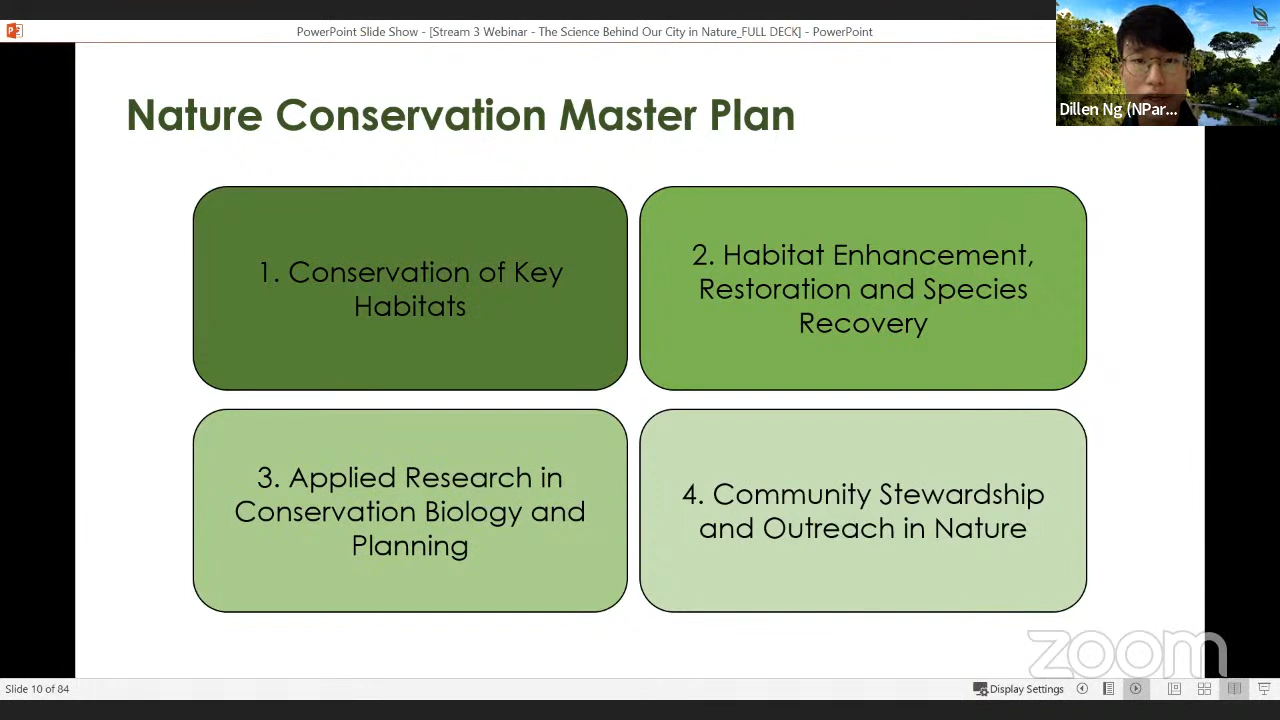 PowerPoint Slide Show - [Stream 3 Webinar - The Science Behind Our City in Nature_FULL DECK] - PowerPoint
Dillen Ng (NPar...
Nature Conservation Master Plan
1. Conservation of Key
Habitats
2. Habitat Enhancement,
Restoration and Species
Recovery
3. Applied Research in
Conservation Biology and
Planning
4. Community Stewardship
and Outreach in Nature
zoom
Slide 10 of 84
Display Settings